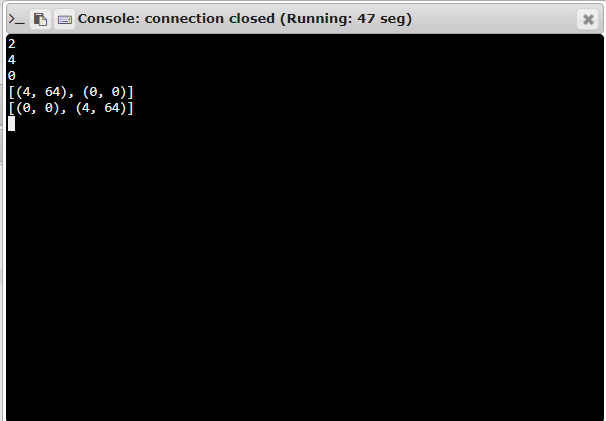 >_ Console: connection closed (Running: 47 seg)
2
4
0
[(4, 64), (0, 0)]
[(0, 0), (4, 64)]